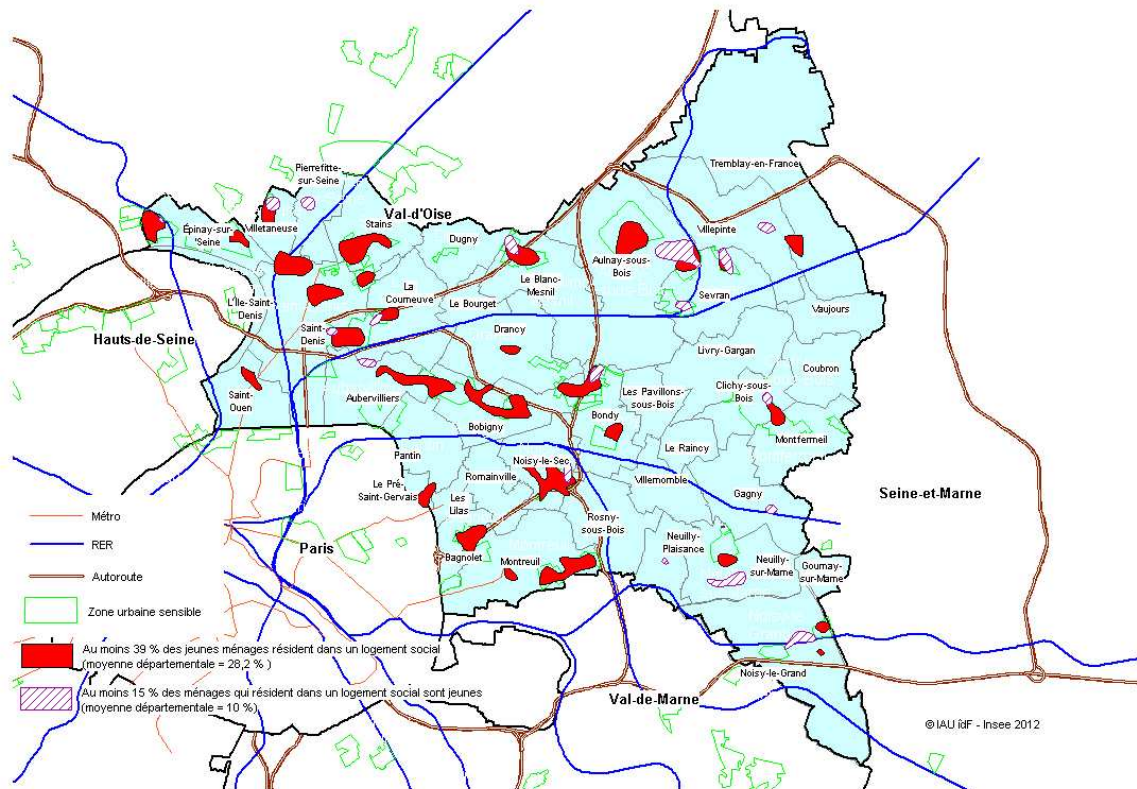 Tremblay-en-France
Pierrefitte-
sur-Seine
Val-d'Oise
Villetaneuse
Épinay-sur-
'Seine
Stains
Dugny
Villepinte
Aulnay-sous-
Bois
Le Blanc-
Mesnil
La
Courneuve
Le Bourget
Sevran
L'Île-Saint-
Denis
Vaujours
Saint-
Denis
Drancy
Hauts-de-Seine
Livry-Gargan
Coubron
Clichy-sous-
Bois
Saint-
Ouen
Aubervilliers
Les Pavillons-
sous-Bois
Bondy
Bobigny
Montfermeil
Pantin
Le Raincy
Noisy-le-Sec
Romainville
Villemomble
Le Pré-
Saint-Gervais
Les
Lilas
Gagny
Seine-et-Marne
Rosny-
sous-Bois
Paris
Neuilly-
Plaisance
Neuilly-
sur-Marne
Gournay-
sur-Marne
Bagnolet
Montreuil
Noisy-le-Grand
Val-de-Marne
Métro
RER
Autoroute
Zone urbaine sensible
Au moins 39 % des jeunes ménages résident dans un logement social
(moyenne départementale = 28,2 % )
Au moins 15 % des ménages qui résident dans un logement social sont jeunes
(moyenne départementale = 10 %)
© IAU îdF - Insee 2012